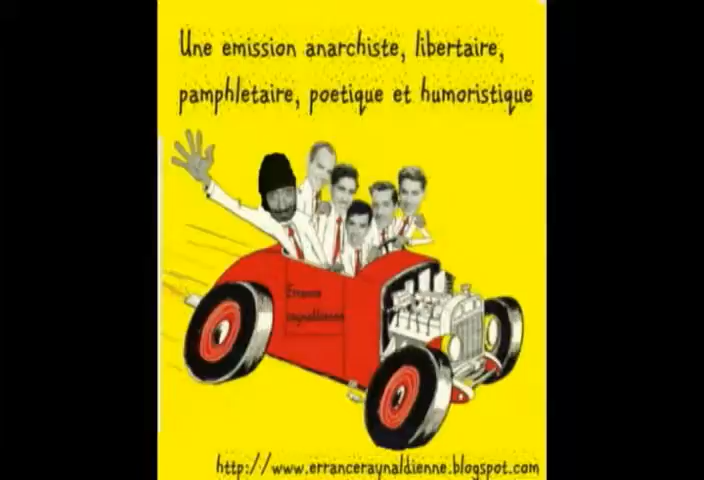 Une emission anarchiste, libertaire,
pamphletaire, poetique et humoristique
Errance
raynaldienne
http://www.erranceraynaldienne.blogspot.com